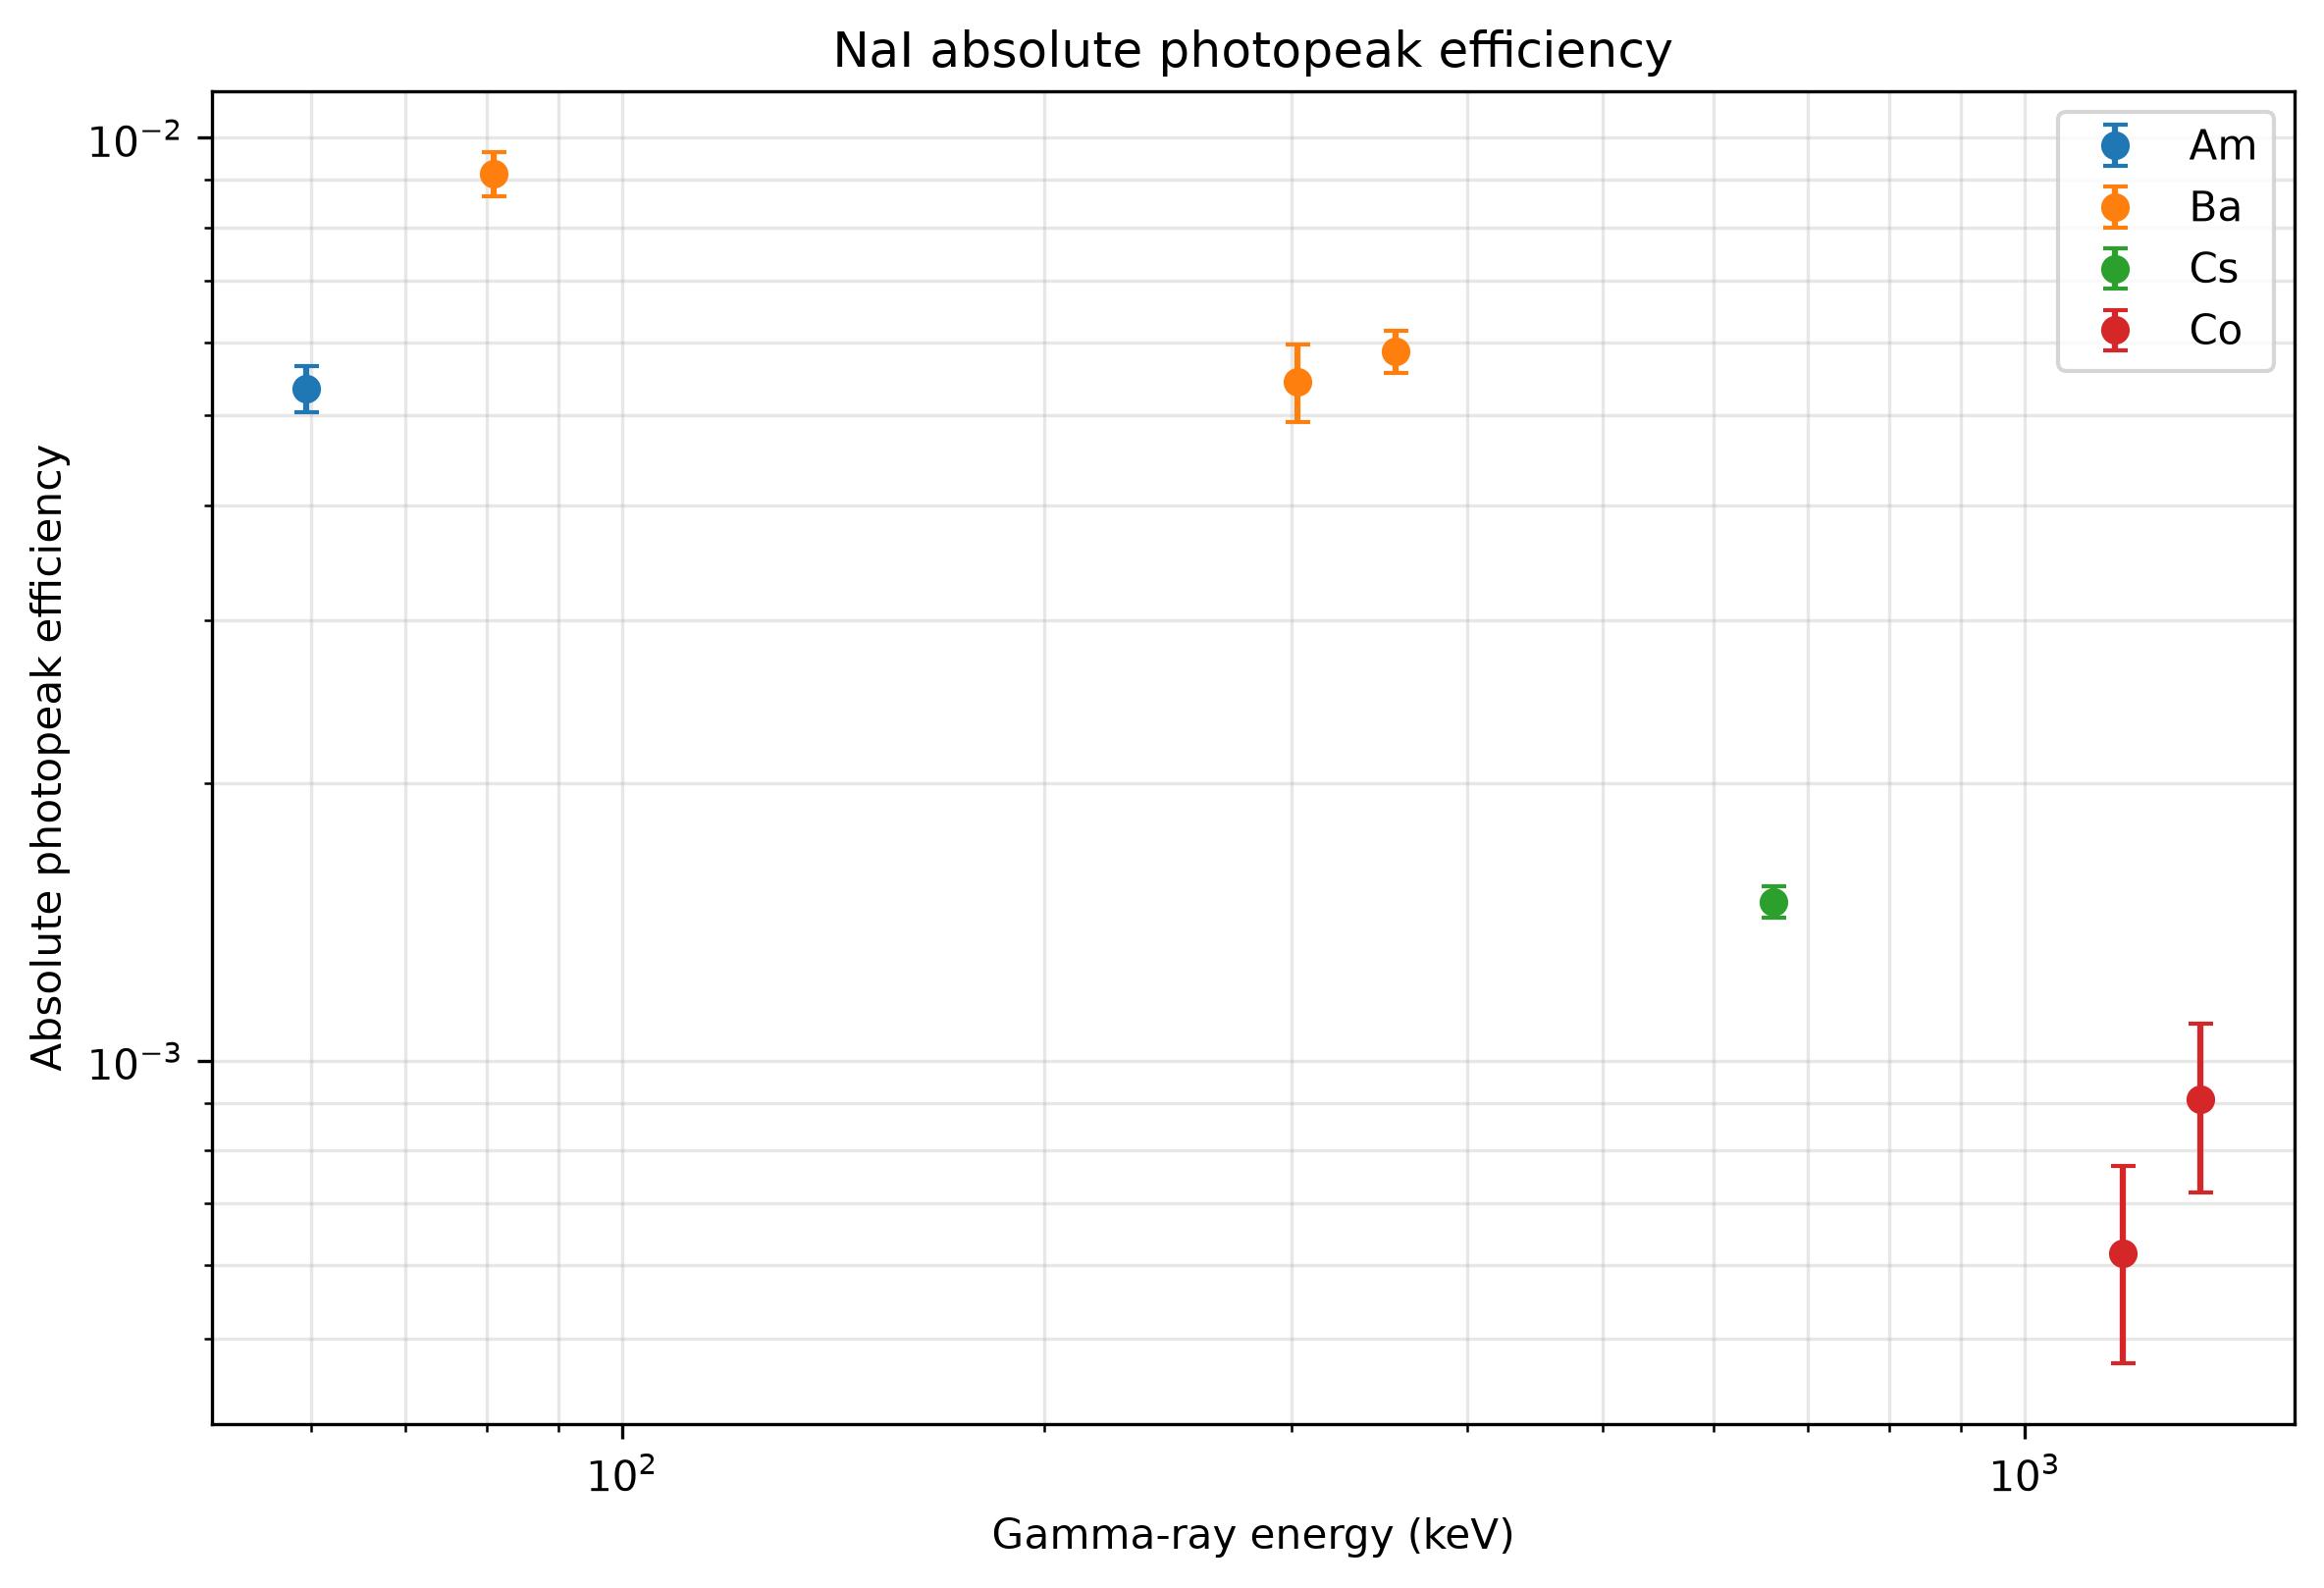 NaI absolute photopeak efficiency
Absolute photopeak efficiency
10⁻²
10⁻³
Am
Ba
Cs
Co
10²
10³
Gamma-ray energy (keV)